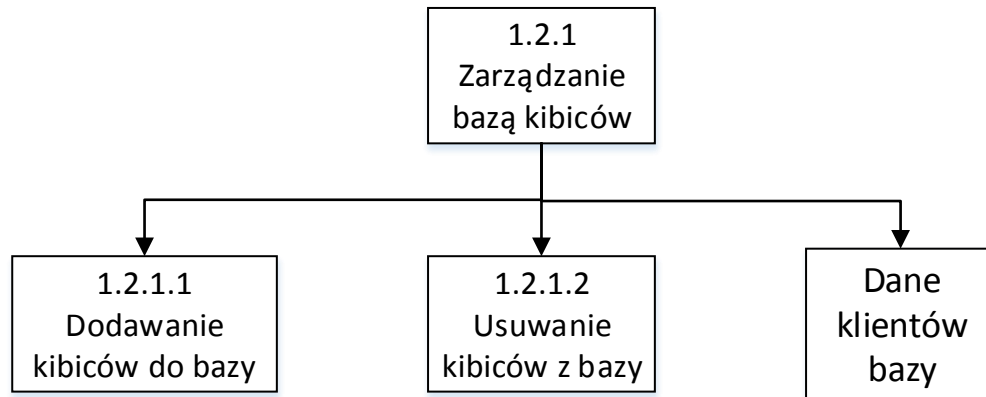 1.2.1
Zarządzanie
bazą kibiców
1.2.1.1
Dodawanie
kibiców do bazy
1.2.1.2
Usuwanie
kibiców z bazy
Dane
klientów
bazy